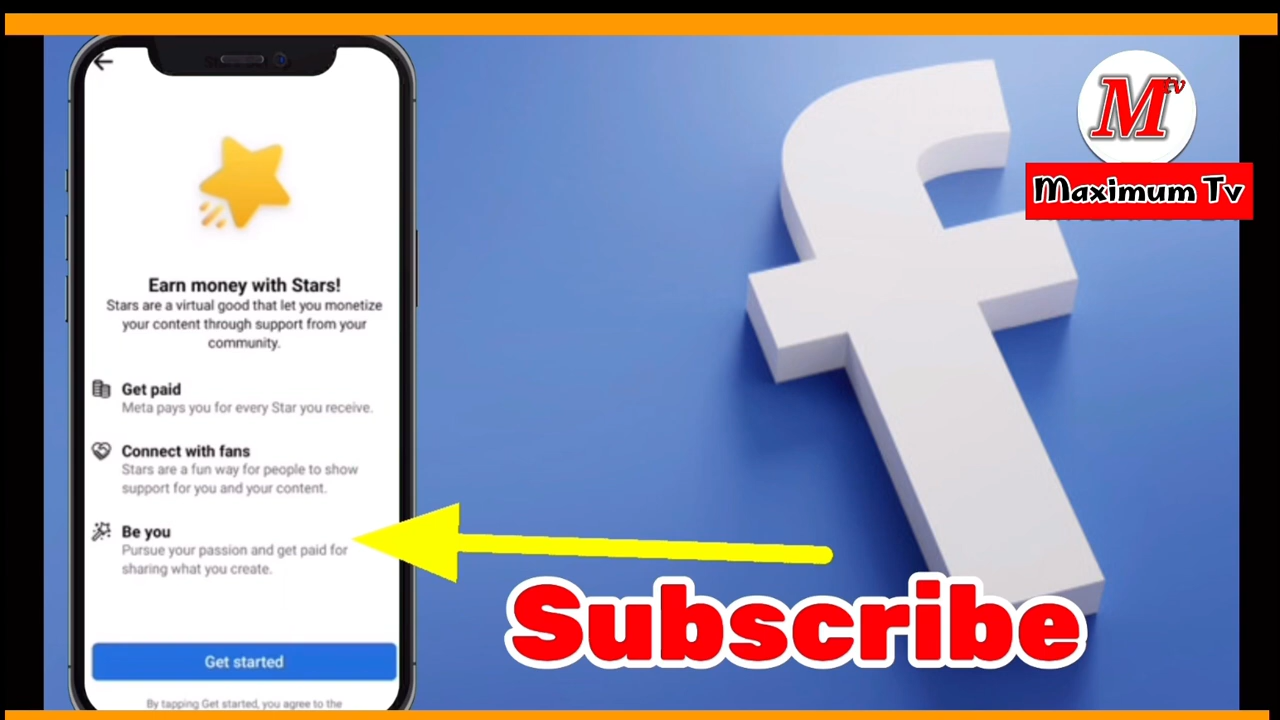 Earn money with Stars!
Stars are a virtual good that let you monetize
your content through support from your
community.
Get paid
Meta pays you for every Star you receive.
Connect with fans
Stars are a fun way for people to show
support for you and your content.
Be you
Pursue your passion and get paid for
sharing what you create.
Get started
By tapping Get started, you agree to the
M tv
Maximum Tv
Subscribe